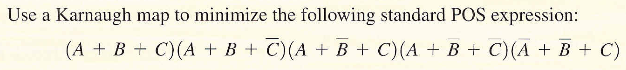 Use a Karnaugh map to minimize the following standard POS expression:
(A + B + C)(A + B + C̅)(A + B̅ + C)(A + B̅ + C̅)(A̅ + B̅ + C)